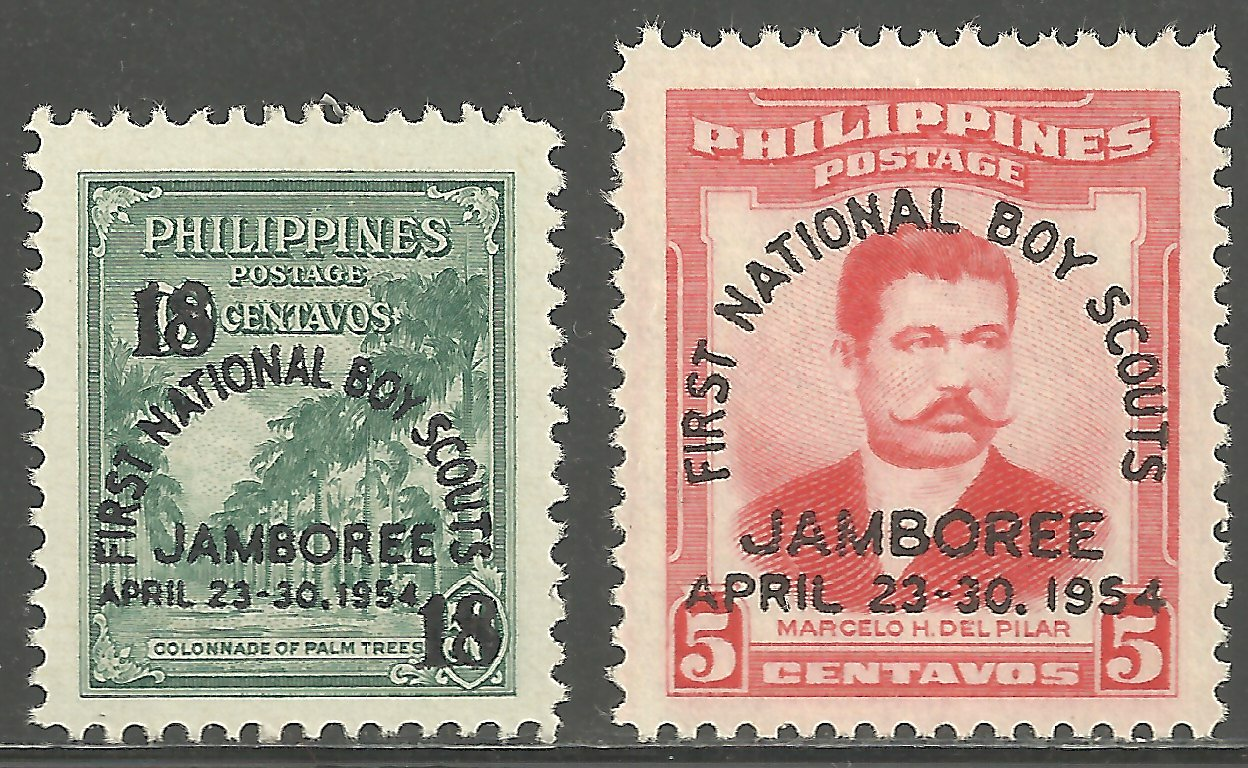 PHILIPPINES
POSTAGE
18 CENTAVOS
FIRST NATIONAL BOY SCOUTS
JAMBOREE
APRIL 23-30. 1954
18
COLONNADE OF PALM TREES
PHILIPPINES
POSTAGE
FIRST NATIONAL BOY SCOUTS
JAMBOREE
APRIL 23-30. 1954
MARCELO H. DEL PILAR
5 CENTAVOS 5